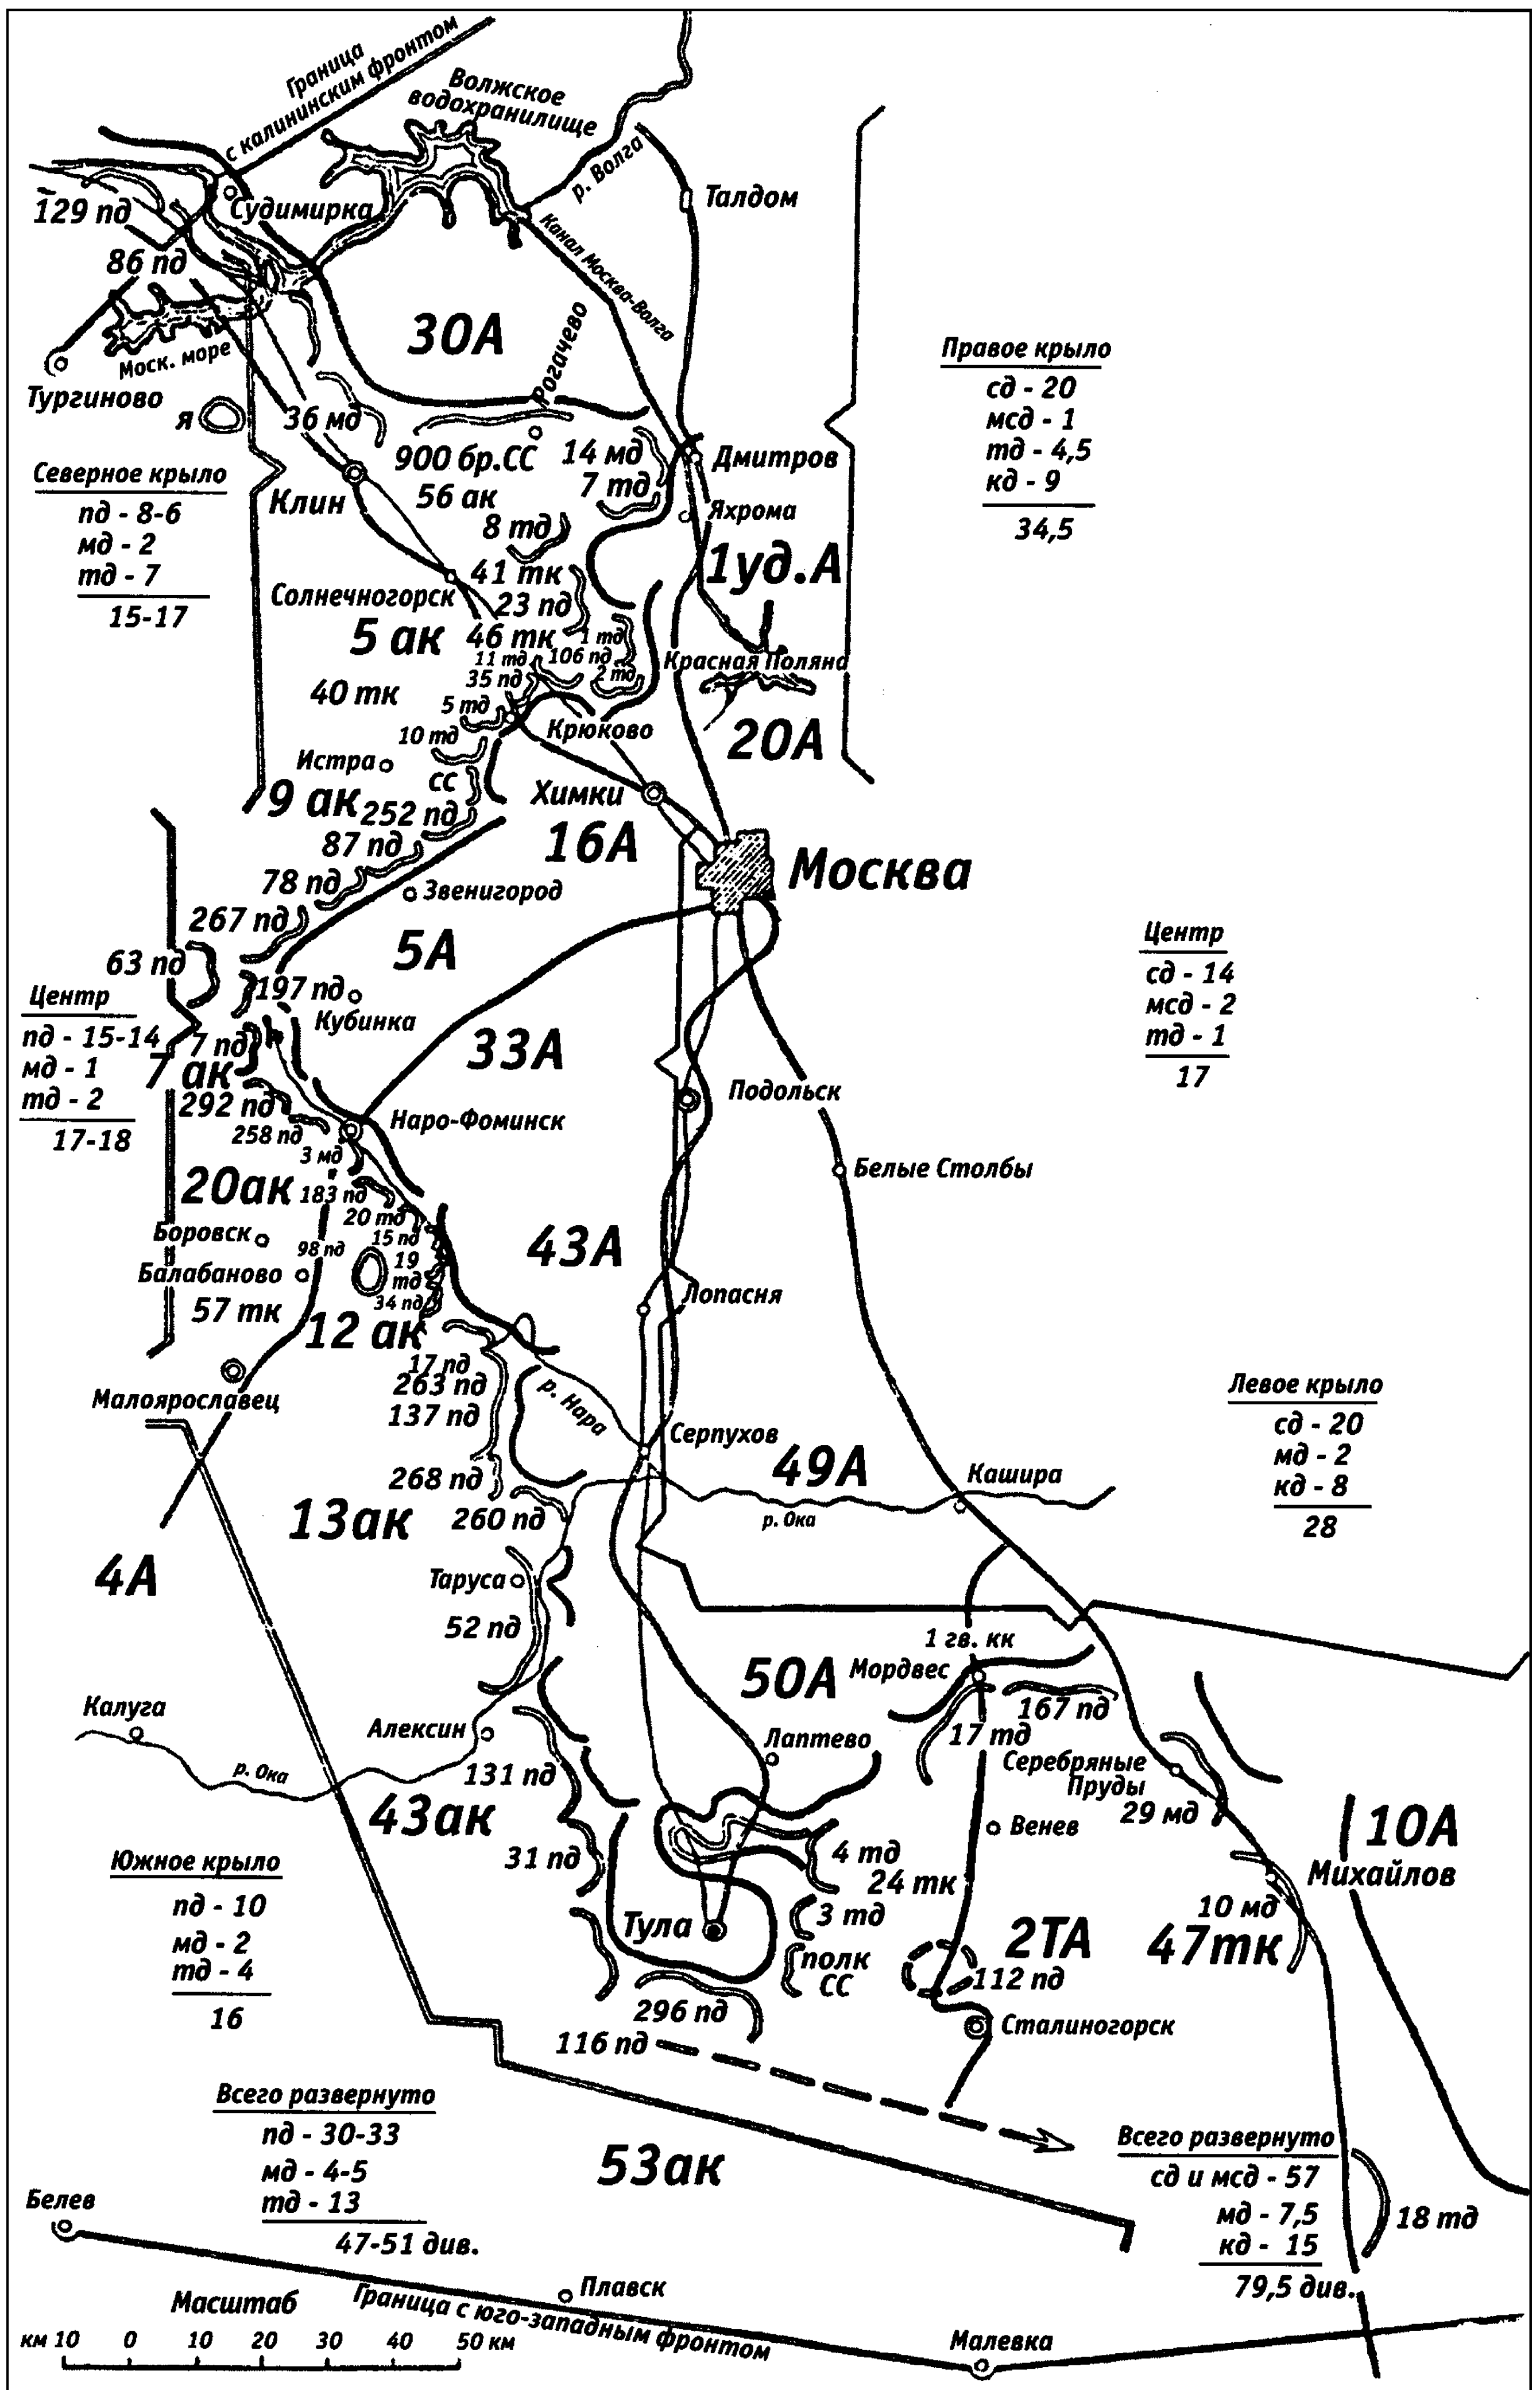 Граница
с калининским фронтом
Волжское
водохранилище
р. Волга
Талдом
129 пд
Судимирка
86 пд
Канал Москва-Волга
30А
Рогачево
Моск. море
Тургиново
Я
36 мд
900 бр.СС
14 мд
Дмитров
7 тд
56 ак
Клин
Яхрома
8 тд
1уд.А
41 тк
Солнечногорск
23 пд
5 ак
46 тк
1 тд
11 тд
106 пд
Красная Поляна
35 пд
2 тд
40 тк
5 тд
Крюково
20А
10 тд
Истра
СС
Химки
9 ак
252 пд
16А
87 пд
Москва
78 пд
Звенигород
267 пд
5А
63 пд
197 пд
Кубинка
7 пд
7 ак
33А
292 пд
Подольск
258 пд
Наро-Фоминск
3 мд
Белые Столбы
20ак
183 пд
20 тд
Боровск
15 пд
43А
98 пд
19
тд
Балабаново
34 пд
Лопасня
57 тк
12 ак
17 пд
263 пд
р. Нара
Малоярославец
137 пд
Серпухов
49А
Кашира
268 пд
р. Ока
13ак
260 пд
4А
Таруса
52 пд
1 гв. кк
50А
Мордвес
167 пд
Калуга
Алексин
17 тд
Лаптево
Серебряные
Пруды
р. Ока
131 пд
29 мд
43ак
Венев
10А
31 пд
4 тд
24 тк
Михайлов
Тула
3 тд
10 мд
2ТА
47тк
полк
СС
112 пд
296 пд
Сталиногорск
116 пд
53ак
18 тд
Белев
Плавск
Граница с юго-западным фронтом
Малевка
Северное крыло
пд - 8-6
мд - 2
тд - 7
15-17
Правое крыло
сд - 20
мсд - 1
тд - 4,5
кд - 9
34,5
Центр
пд - 15-14
мд - 1
тд - 2
17-18
Центр
сд - 14
мсд - 2
тд - 1
17
Левое крыло
сд - 20
мд - 2
кд - 8
28
Южное крыло
пд - 10
мд - 2
тд - 4
16
Всего развернуто
пд - 30-33
мд - 4-5
тд - 13
47-51 див.
Всего развернуто
сд и мсд - 57
мд - 7,5
кд - 15
79,5 див.
Масштаб
км 10 0 10 20 30 40 50 км